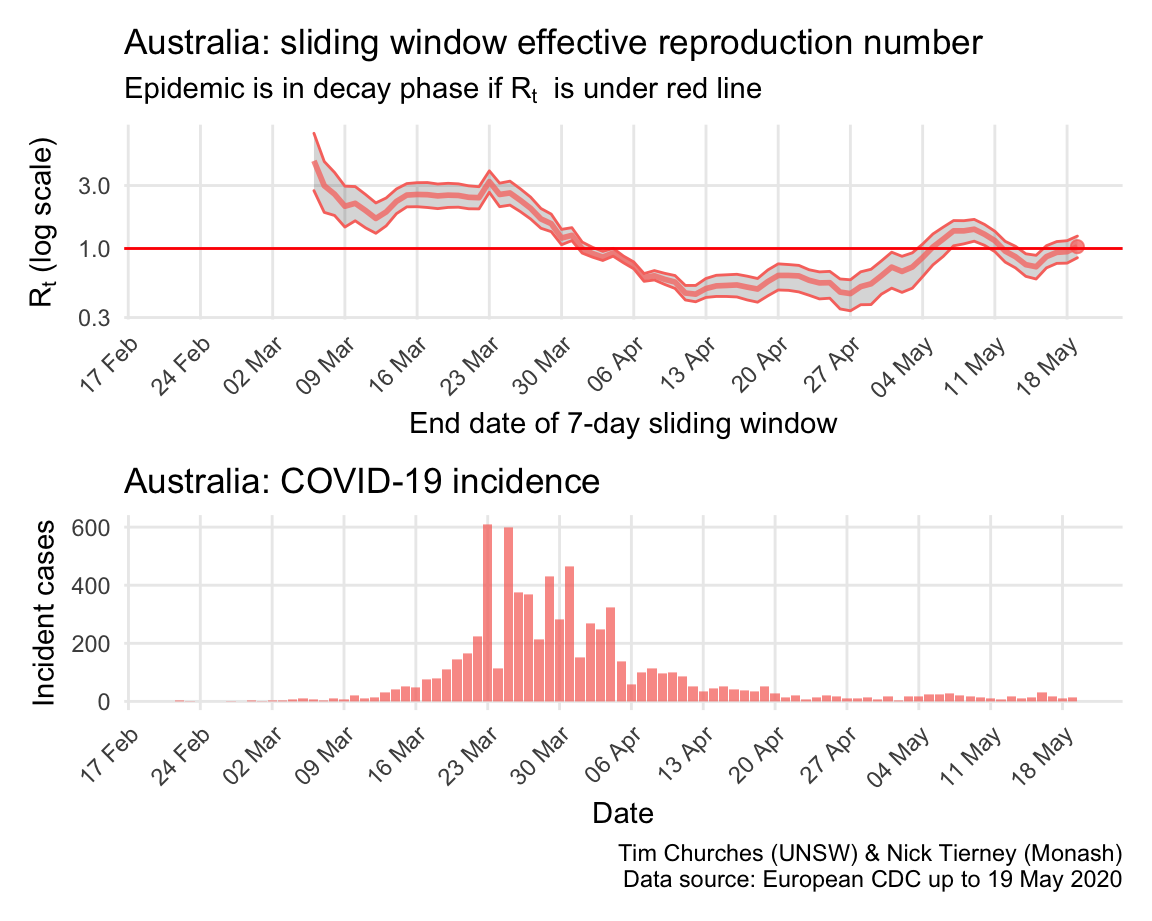 Australia: sliding window effective reproduction number
Epidemic is in decay phase if Rt is under red line
Rt (log scale)
3.0
1.0
0.3
17 Feb
24 Feb
02 Mar
09 Mar
16 Mar
23 Mar
30 Mar
06 Apr
13 Apr
20 Apr
27 Apr
04 May
11 May
18 May
End date of 7-day sliding window
Australia: COVID-19 incidence
Incident cases
600
400
200
0
17 Feb
24 Feb
02 Mar
09 Mar
16 Mar
23 Mar
30 Mar
06 Apr
13 Apr
20 Apr
27 Apr
04 May
11 May
18 May
Date
Tim Churches (UNSW) & Nick Tierney (Monash)
Data source: European CDC up to 19 May 2020